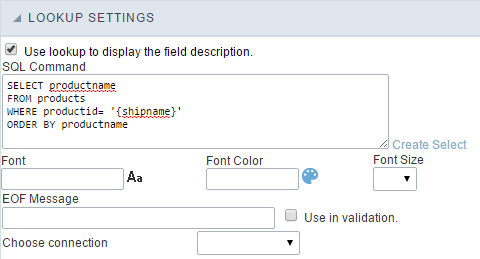 LOOKUP SETTINGS
Use lookup to display the field description.
SQL Command
SELECT productname
FROM products
WHERE productid= '{shipname}'
ORDER BY productname
Create Select
Font Font Color Font Size
Aa
EOF Message
Use in validation.
Choose connection